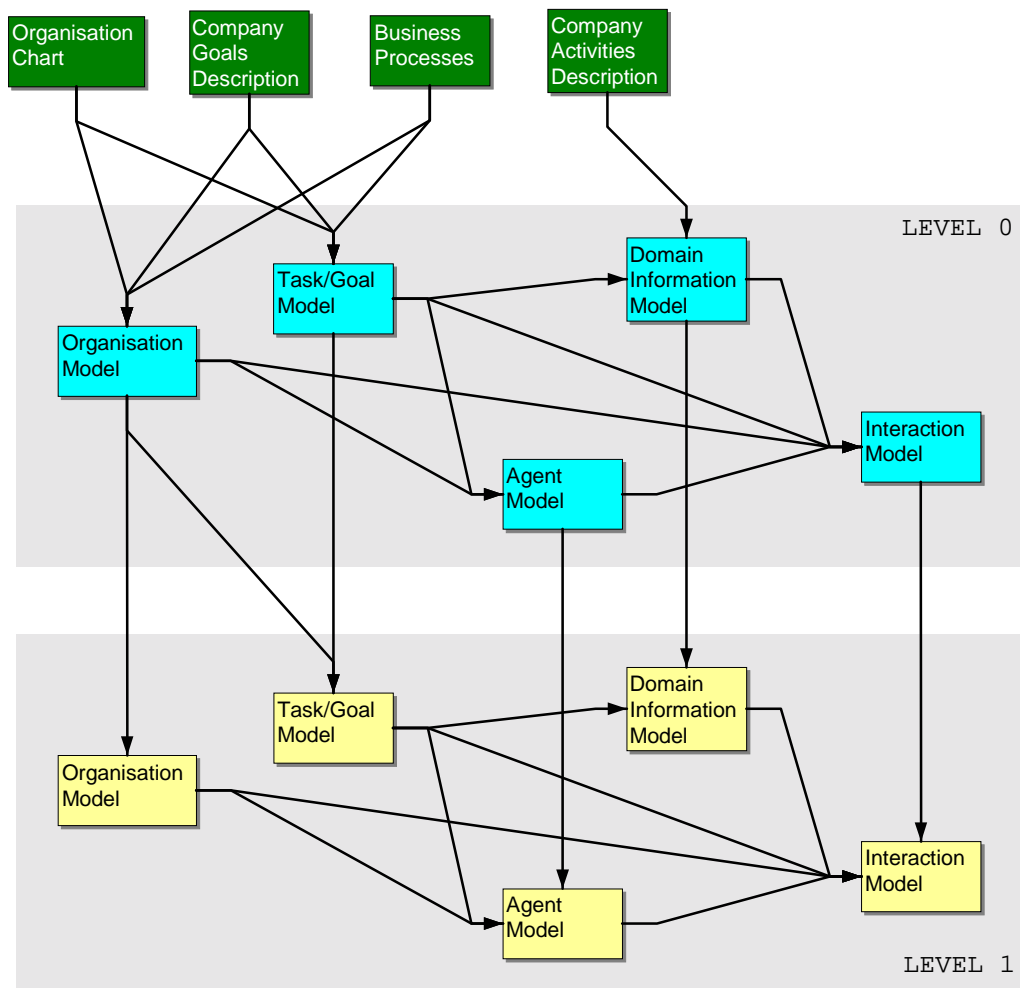 Organisation
Chart
Company
Goals
Description
Business
Processes
Company
Activities
Description
LEVEL 0
Task/Goal
Model
Domain
Information
Model
Organisation
Model
Interaction
Model
Agent
Model
Task/Goal
Model
Domain
Information
Model
Organisation
Model
Interaction
Model
Agent
Model
LEVEL 1